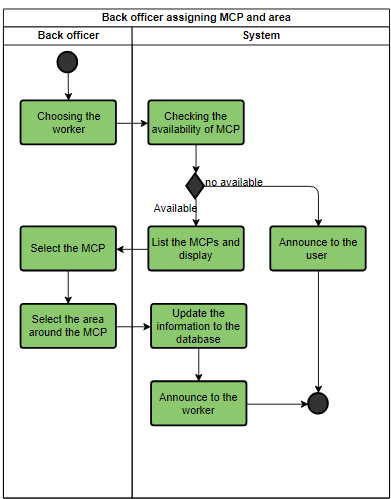 Back officer assigning MCP and area
Back officer
System
Choosing the
worker
Checking the
availability of MCP
no available
Available
Select the MCP
List the MCPs and
display
Announce to the
user
Select the area
around the MCP
Update the
information to the
database
Announce to the
worker